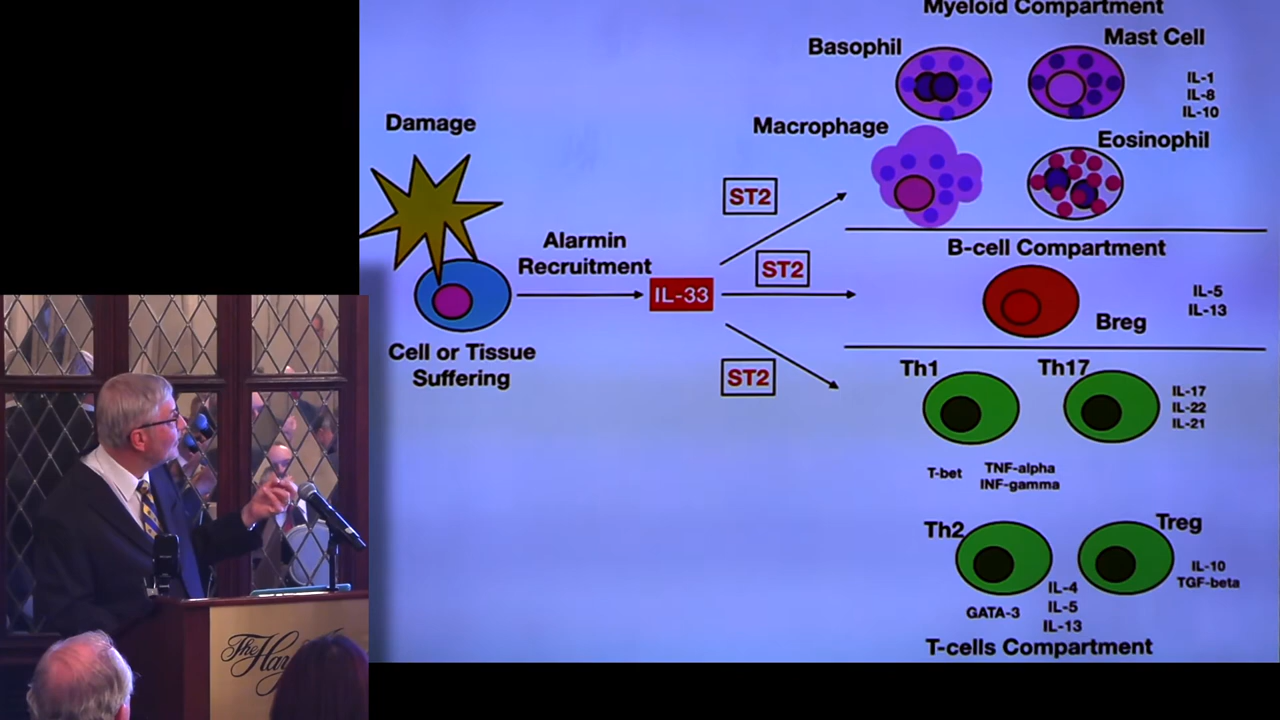 Myeloid Compartment
Basophil
Mast Cell
IL-1
IL-8
IL-10
Macrophage
Eosinophil
Damage
ST2
Alarmin
Recruitment
ST2
IL-33
B-cell Compartment
IL-5
IL-13
Breg
Cell or Tissue
Suffering
ST2
Th1
Th17
IL-17
IL-22
IL-21
T-bet
TNF-alpha
INF-gamma
Th2
Treg
IL-10
TGF-beta
GATA-3
IL-4
IL-5
IL-13
T-cells Compartment
The